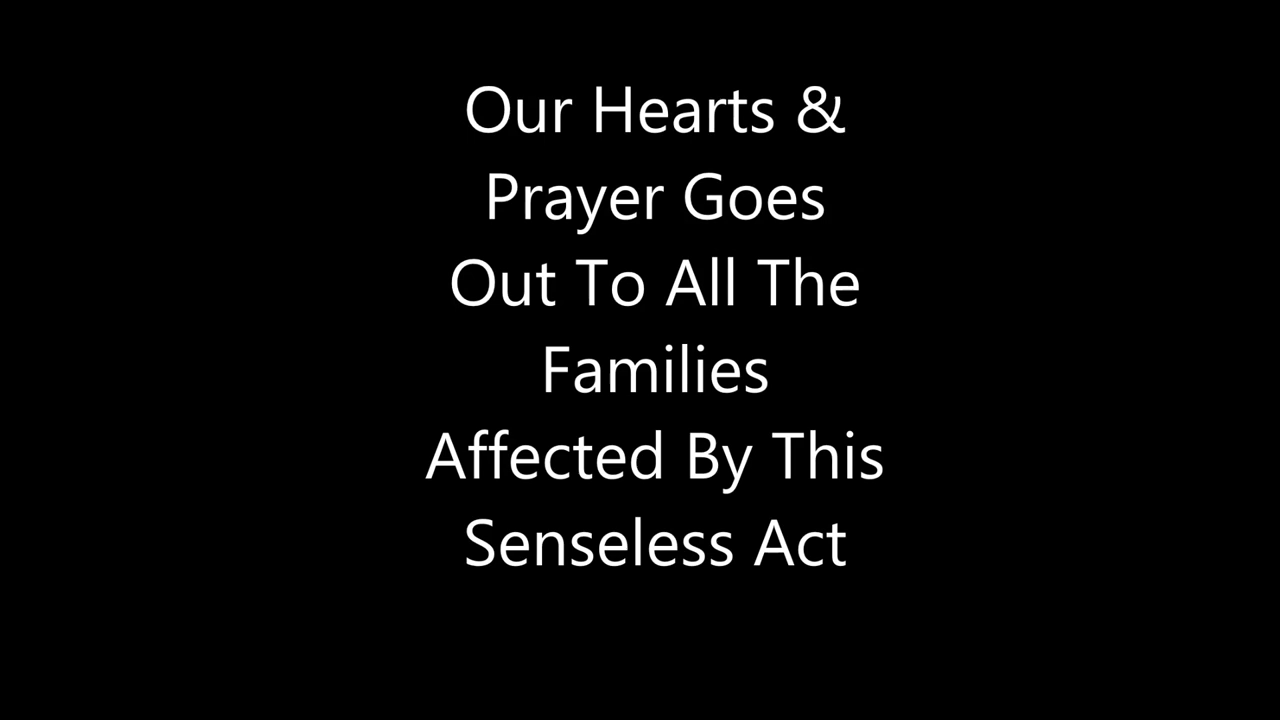 Our Hearts &
Prayer Goes
Out To All The
Families
Affected By This
Senseless Act